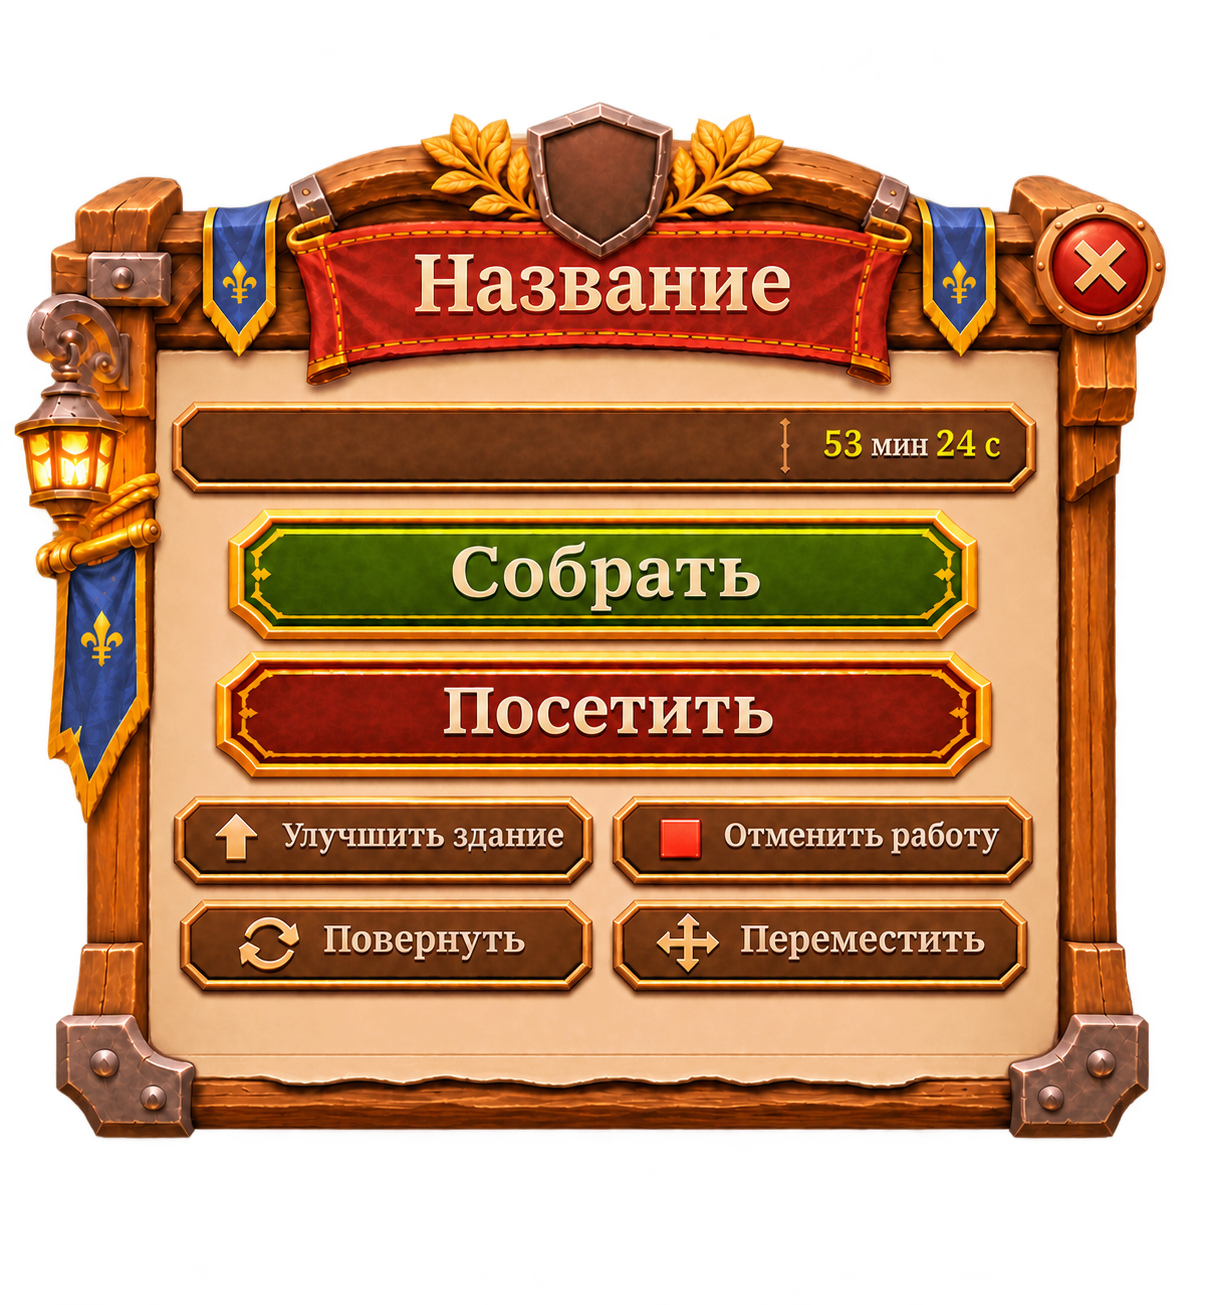 Название
53 мин 24 с
Собрать
Посетить
Улучшить здание
Отменить работу
Повернуть
Переместить